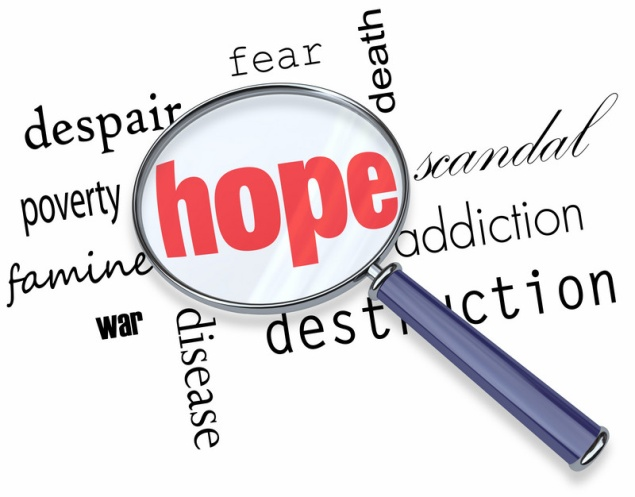 fear
death
despair
scandal
poverty
hope
addiction
famine
destruction
war
disease